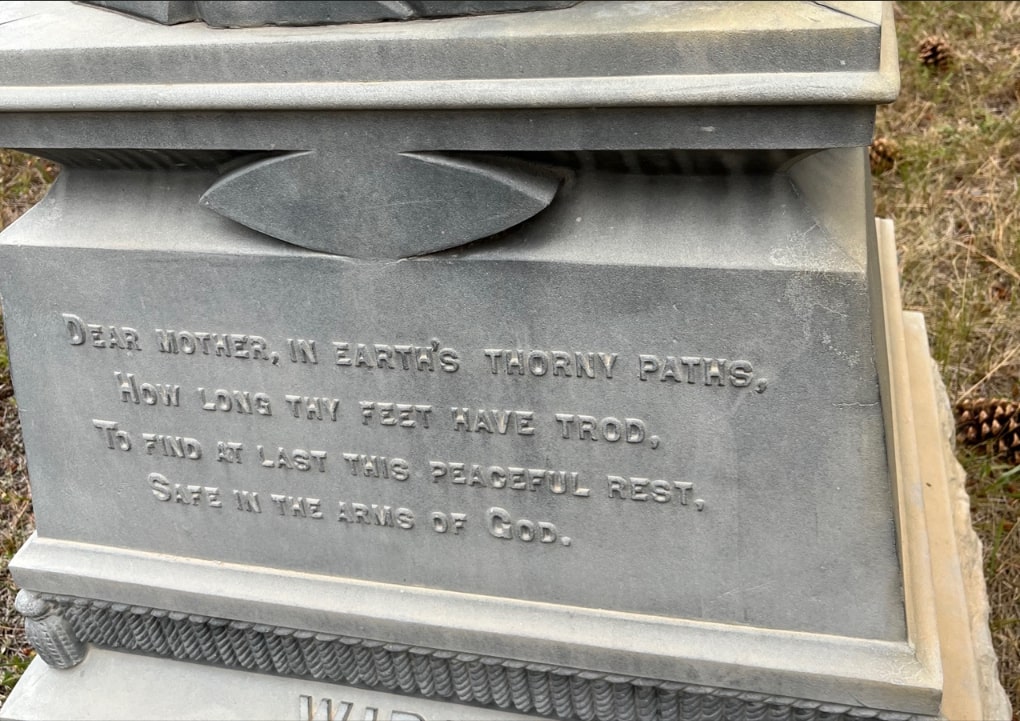 DEAR MOTHER, IN EARTH'S THORNY PATHS,
HOW LONG THY FEET HAVE TROD,
TO FIND AT LAST THIS PEACEFUL REST,
SAFE IN THE ARMS OF GOD.